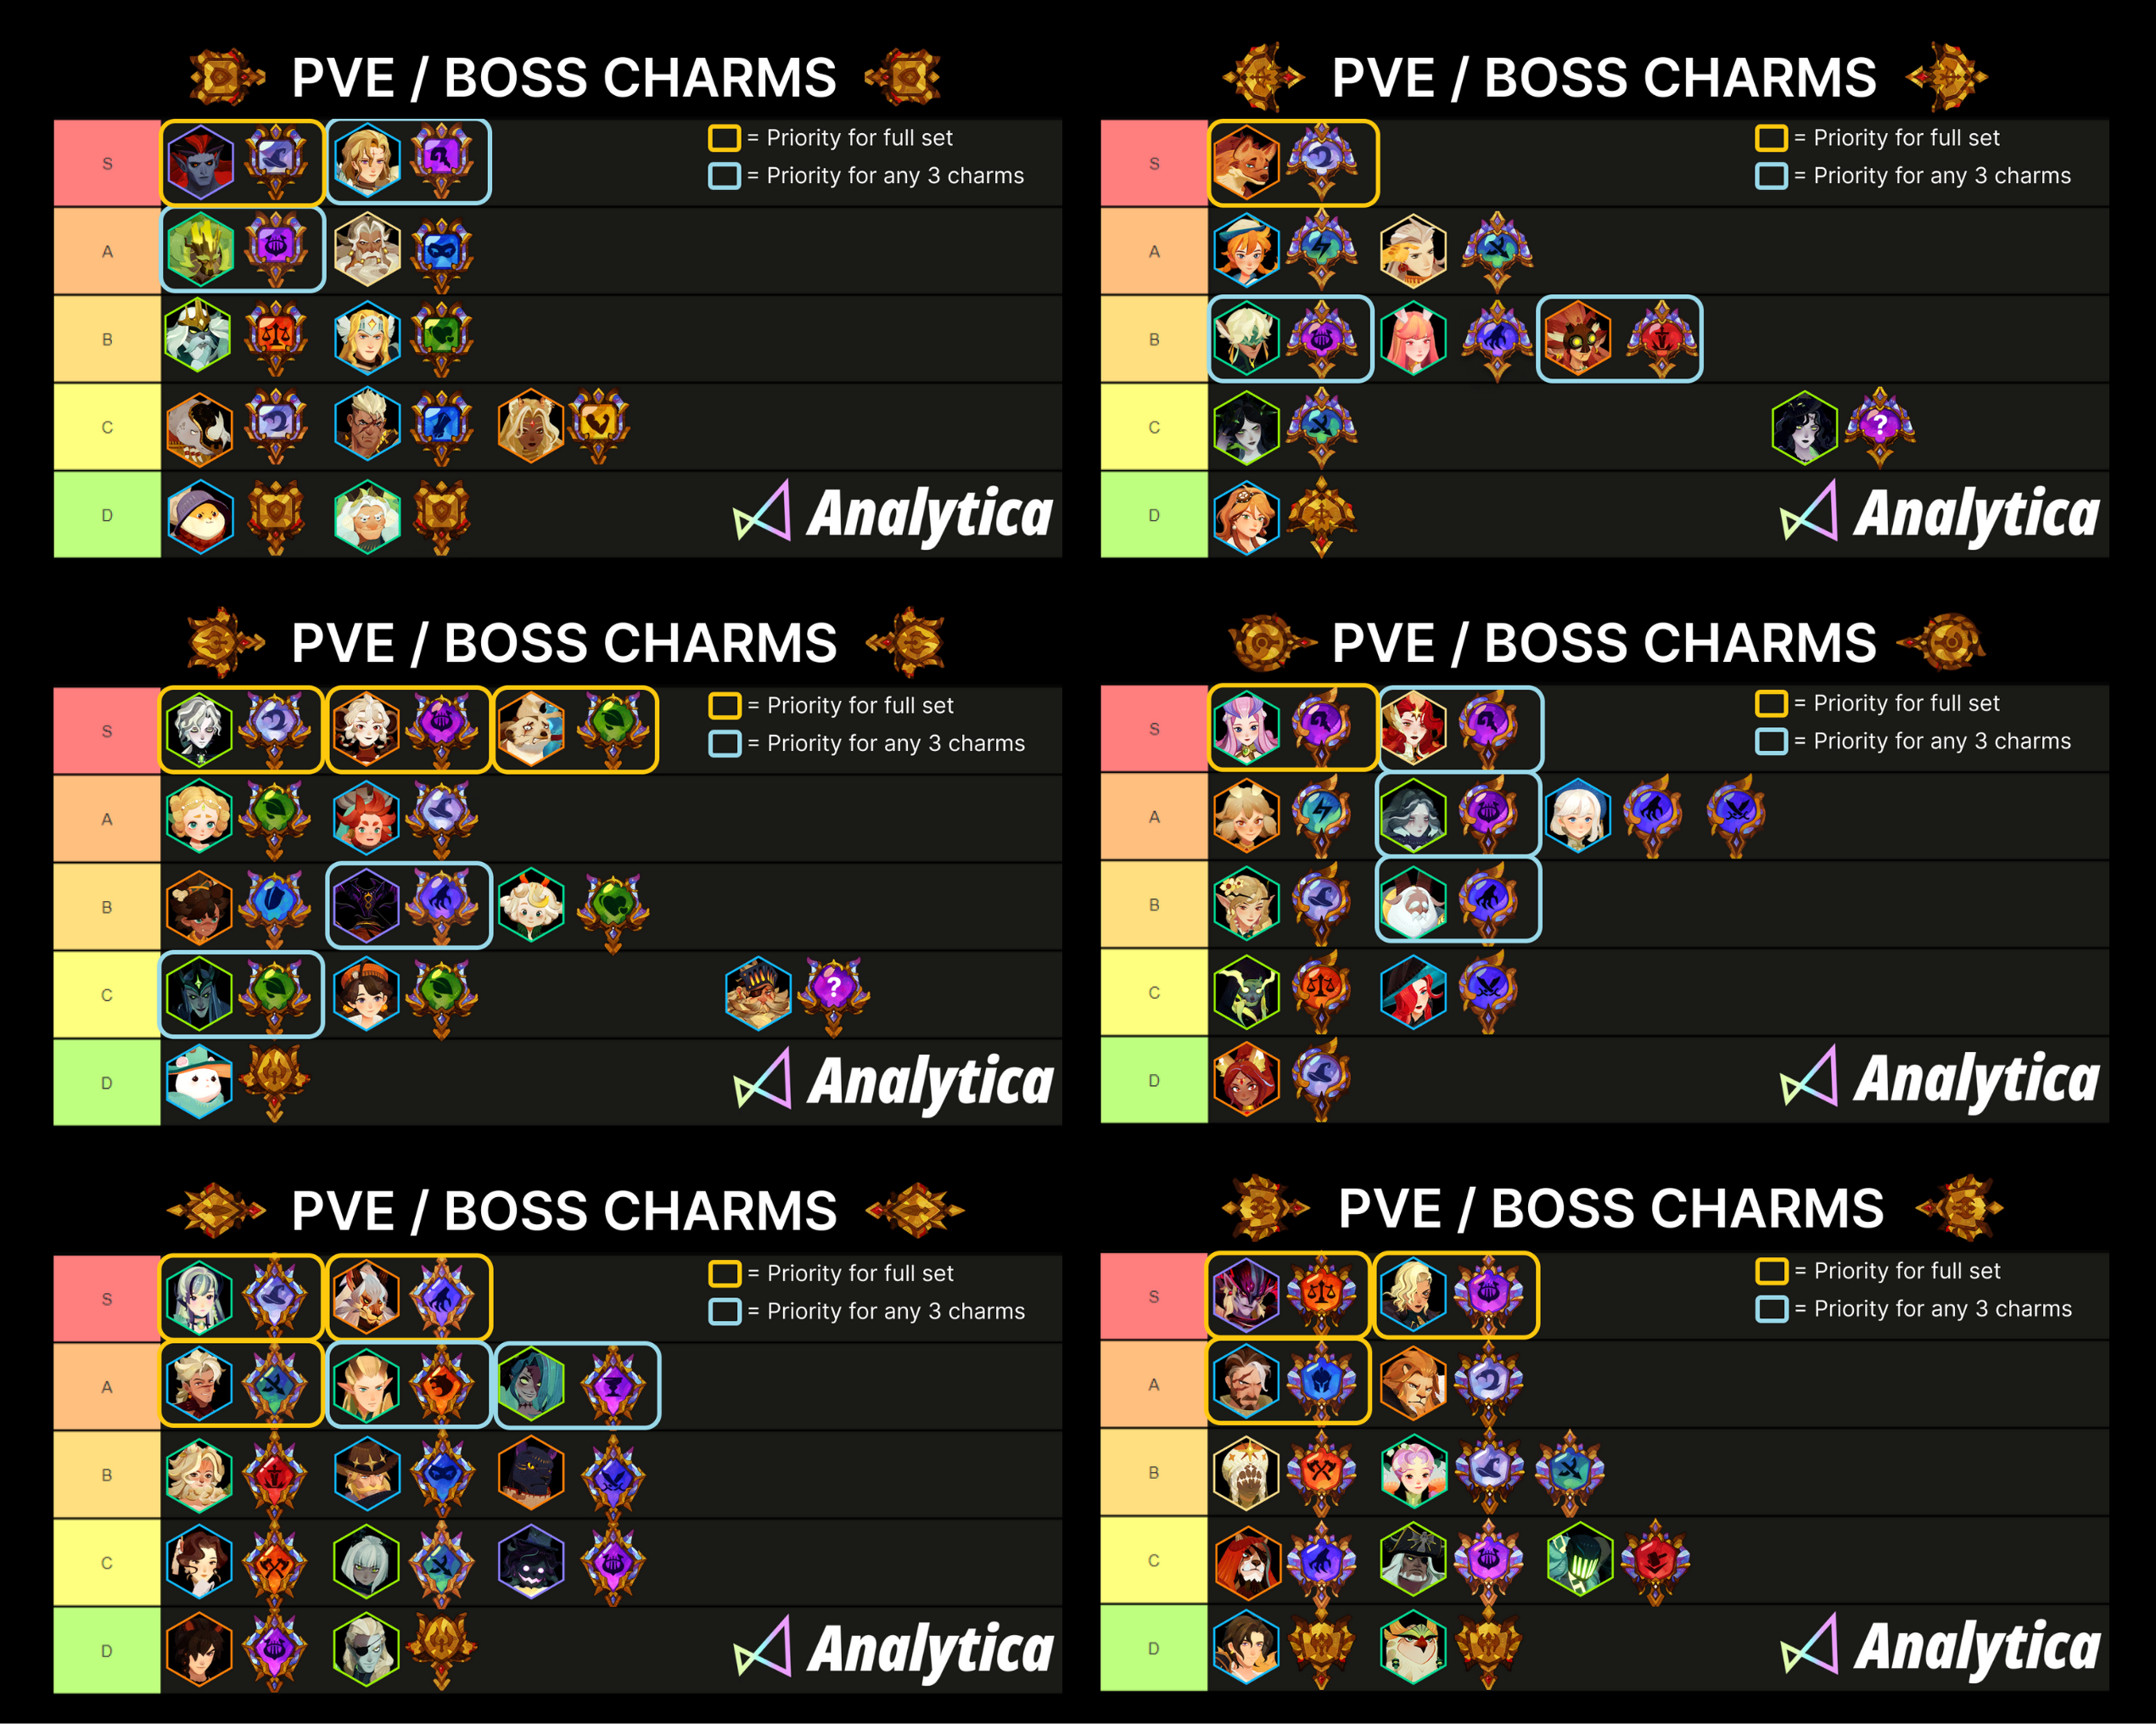 PVE / BOSS CHARMS
S
= Priority for full set
= Priority for any 3 charms
A
B
C
D
Analytica
PVE / BOSS CHARMS
S
= Priority for full set
= Priority for any 3 charms
A
B
C
?
D
Analytica
PVE / BOSS CHARMS
S
= Priority for full set
= Priority for any 3 charms
A
B
C
?
D
Analytica
PVE / BOSS CHARMS
S
= Priority for full set
= Priority for any 3 charms
A
B
C
D
Analytica
PVE / BOSS CHARMS
S
= Priority for full set
= Priority for any 3 charms
A
B
C
D
Analytica
PVE / BOSS CHARMS
S
= Priority for full set
= Priority for any 3 charms
A
B
C
D
Analytica